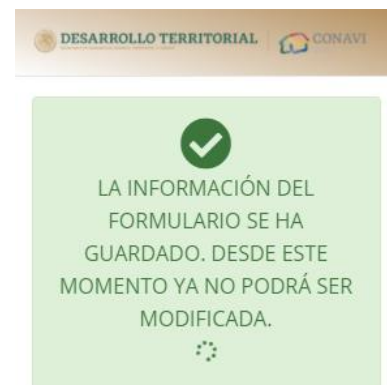 DESARROLLO TERRITORIAL
CONAVI
LA INFORMACIÓN DEL
FORMULARIO SE HA
GUARDADO. DESDE ESTE
MOMENTO YA NO PODRÁ SER
MODIFICADA.